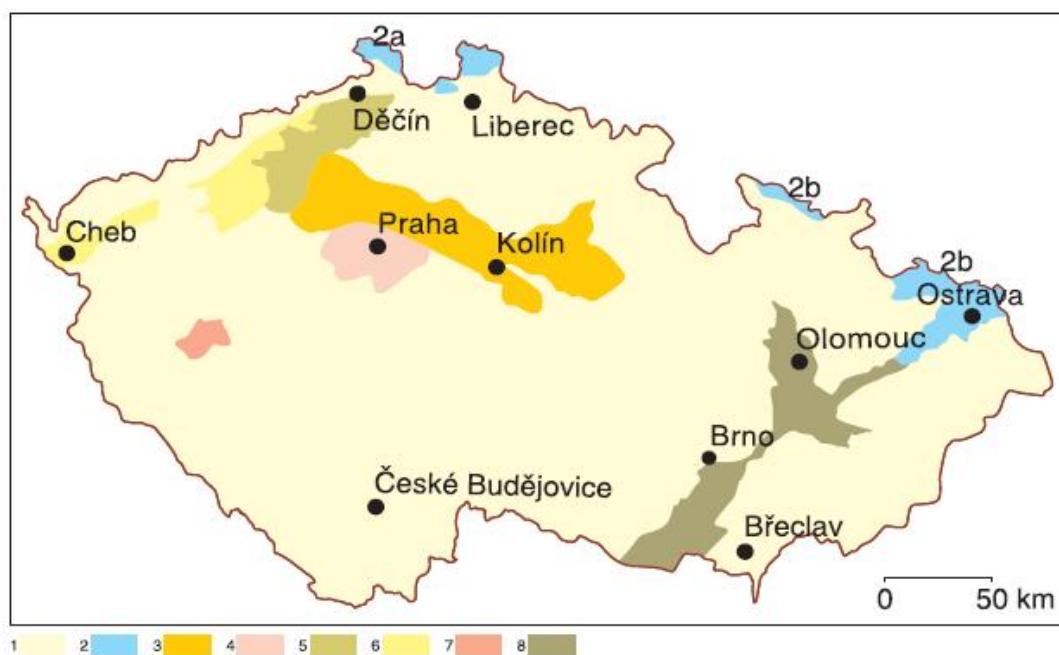 2a
Děčín
Liberec
2b
Cheb
Praha
Kolín
2b
Ostrava
Olomouc
Brno
České Budějovice
Břeclav
0 50 km
1 2 3 4 5 6 7 8